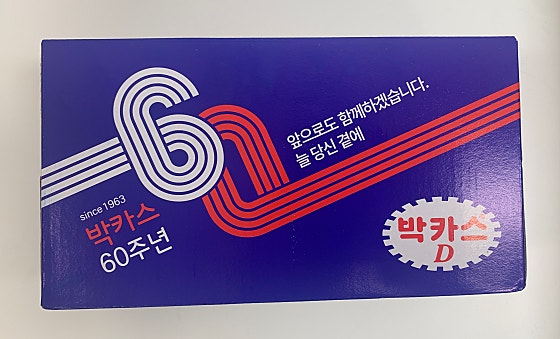 60
앞으로도 함께하겠습니다.
늘 당신 곁에
since 1963
박카스
60주년
박카스
D